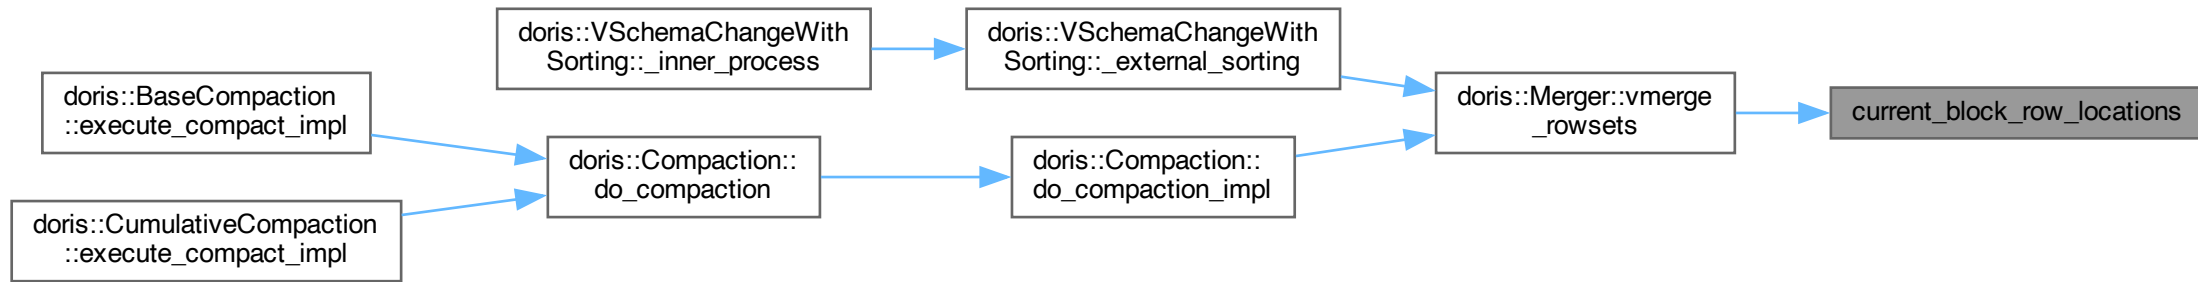 doris::VSchemaChangeWith
Sorting::_inner_process
doris::VSchemaChangeWith
Sorting::_external_sorting
doris::BaseCompaction
::execute_compact_impl
doris::Merger::vmerge
_rowsets
current_block_row_locations
doris::Compaction::
do_compaction
doris::Compaction::
do_compaction_impl
doris::CumulativeCompaction
::execute_compact_impl